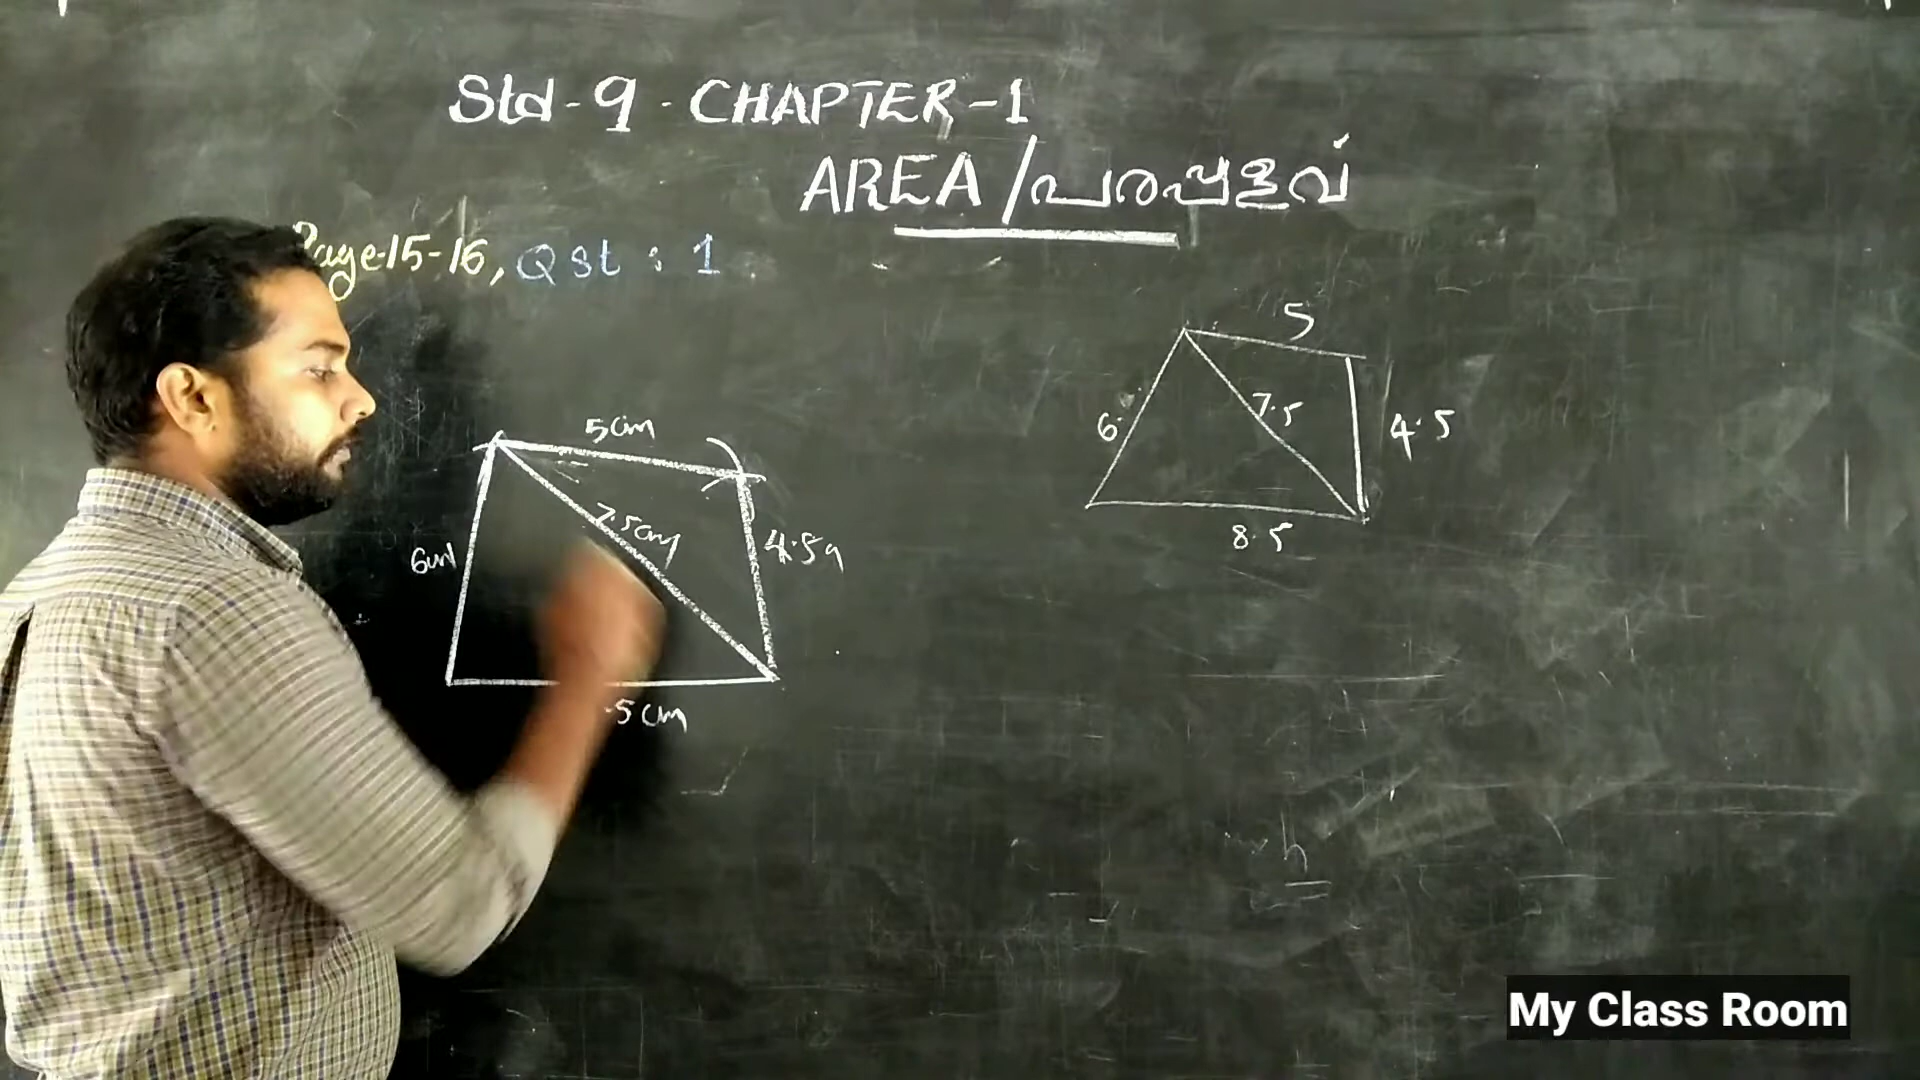 Std - 9 - CHAPTER - 1
AREA / പരപ്പളവ്
Page-15-16, Qst : 1
5cm
7.5cm
6cm
4.5
.5cm
5
7.5
6
4.5
8.5
h
My Class Room